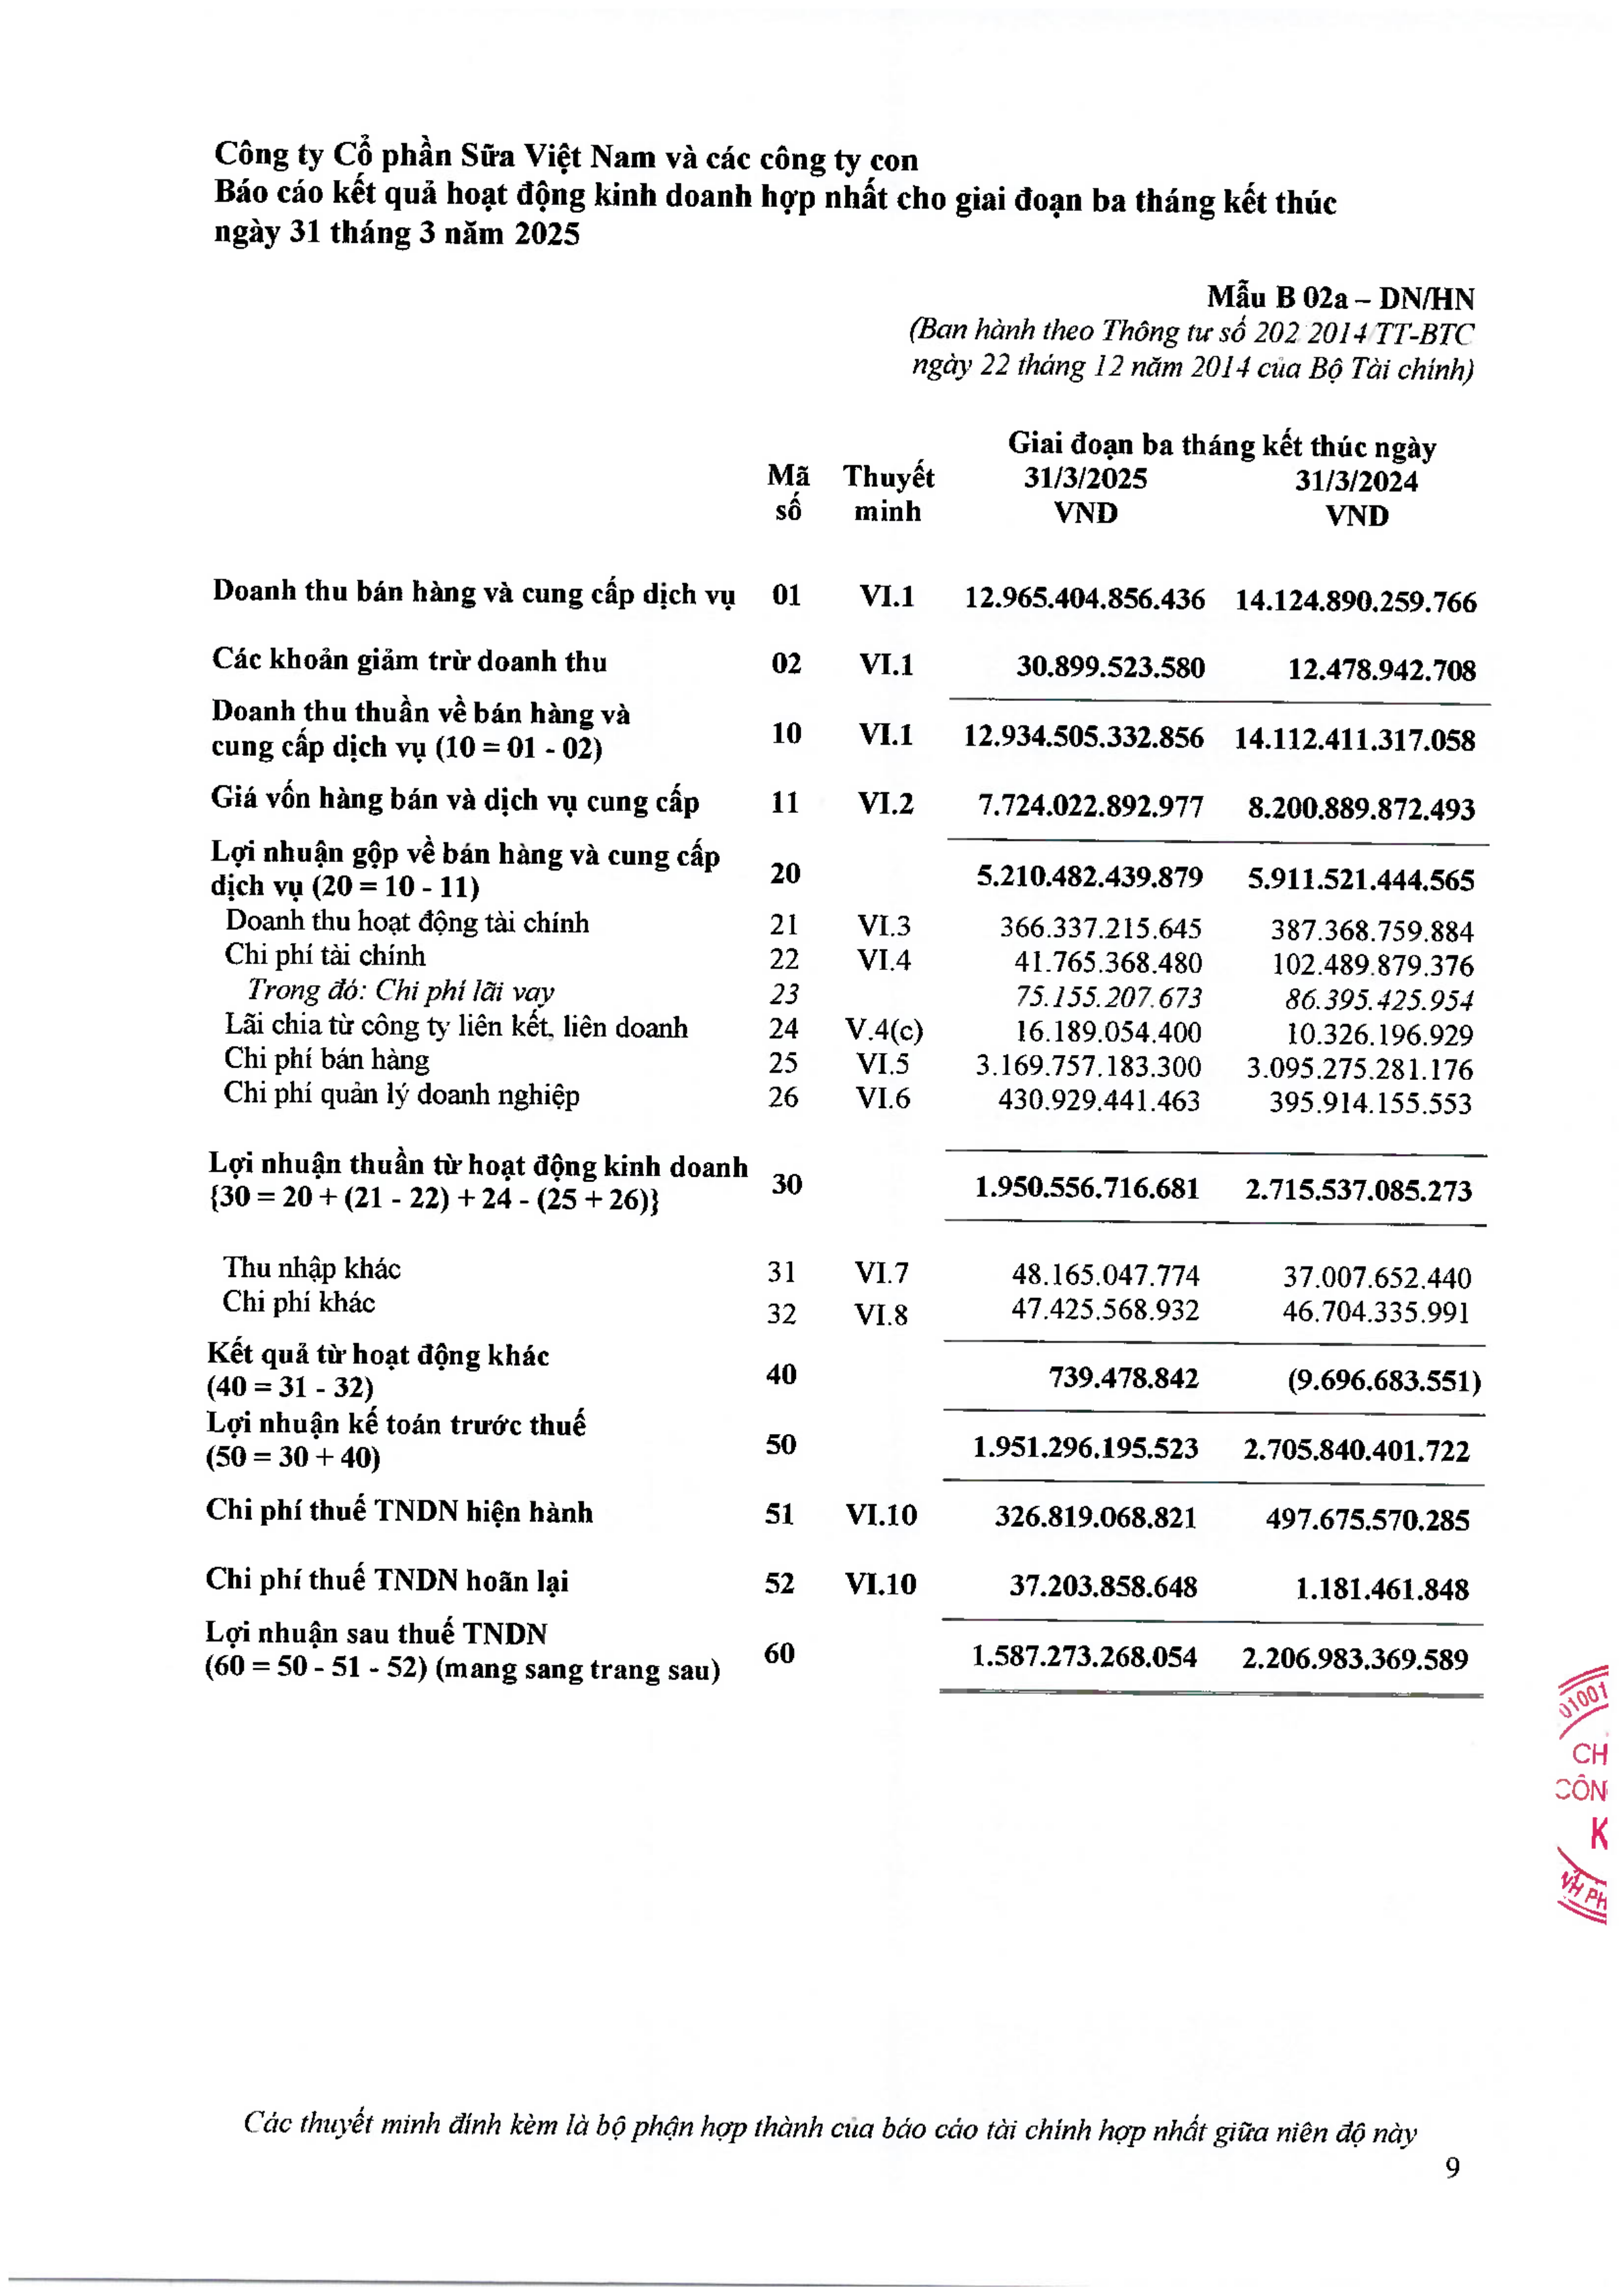 Công ty Cổ phần Sữa Việt Nam và các công ty con
Báo cáo kết quả hoạt động kinh doanh hợp nhất cho giai đoạn ba tháng kết thúc
ngày 31 tháng 3 năm 2025
Mẫu B 02a – DN/HN
(Ban hành theo Thông tư số 202 2014/TT-BTC
ngày 22 tháng 12 năm 2014 của Bộ Tài chính)
Giai đoạn ba tháng kết thúc ngày
Mã Thuyết 31/3/2025 31/3/2024
số minh VND VND
Doanh thu bán hàng và cung cấp dịch vụ 01 VI.1 12.965.404.856.436 14.124.890.259.766
Các khoản giảm trừ doanh thu 02 VI.1 30.899.523.580 12.478.942.708
Doanh thu thuần về bán hàng và
cung cấp dịch vụ (10 = 01 - 02) 10 VI.1 12.934.505.332.856 14.112.411.317.058
Giá vốn hàng bán và dịch vụ cung cấp 11 VI.2 7.724.022.892.977 8.200.889.872.493
Lợi nhuận gộp về bán hàng và cung cấp
dịch vụ (20 = 10 - 11) 20 5.210.482.439.879 5.911.521.444.565
Doanh thu hoạt động tài chính 21 VI.3 366.337.215.645 387.368.759.884
Chi phí tài chính 22 VI.4 41.765.368.480 102.489.879.376
Trong đó: Chi phí lãi vay 23 75.155.207.673 86.395.425.954
Lãi chia từ công ty liên kết, liên doanh 24 V.4(c) 16.189.054.400 10.326.196.929
Chi phí bán hàng 25 VI.5 3.169.757.183.300 3.095.275.281.176
Chi phí quản lý doanh nghiệp 26 VI.6 430.929.441.463 395.914.155.553
Lợi nhuận thuần từ hoạt động kinh doanh
{30 = 20 + (21 - 22) + 24 - (25 + 26)} 30 1.950.556.716.681 2.715.537.085.273
Thu nhập khác 31 VI.7 48.165.047.774 37.007.652.440
Chi phí khác 32 VI.8 47.425.568.932 46.704.335.991
Kết quả từ hoạt động khác
(40 = 31 - 32) 40 739.478.842 (9.696.683.551)
Lợi nhuận kế toán trước thuế
(50 = 30 + 40) 50 1.951.296.195.523 2.705.840.401.722
Chi phí thuế TNDN hiện hành 51 VI.10 326.819.068.821 497.675.570.285
Chi phí thuế TNDN hoãn lại 52 VI.10 37.203.858.648 1.181.461.848
Lợi nhuận sau thuế TNDN
(60 = 50 - 51 - 52) (mang sang trang sau) 60 1.587.273.268.054 2.206.983.369.589
01001
CH
CÔN
K
NH PH
Các thuyết minh đính kèm là bộ phận hợp thành của báo cáo tài chính hợp nhất giữa niên độ này
9